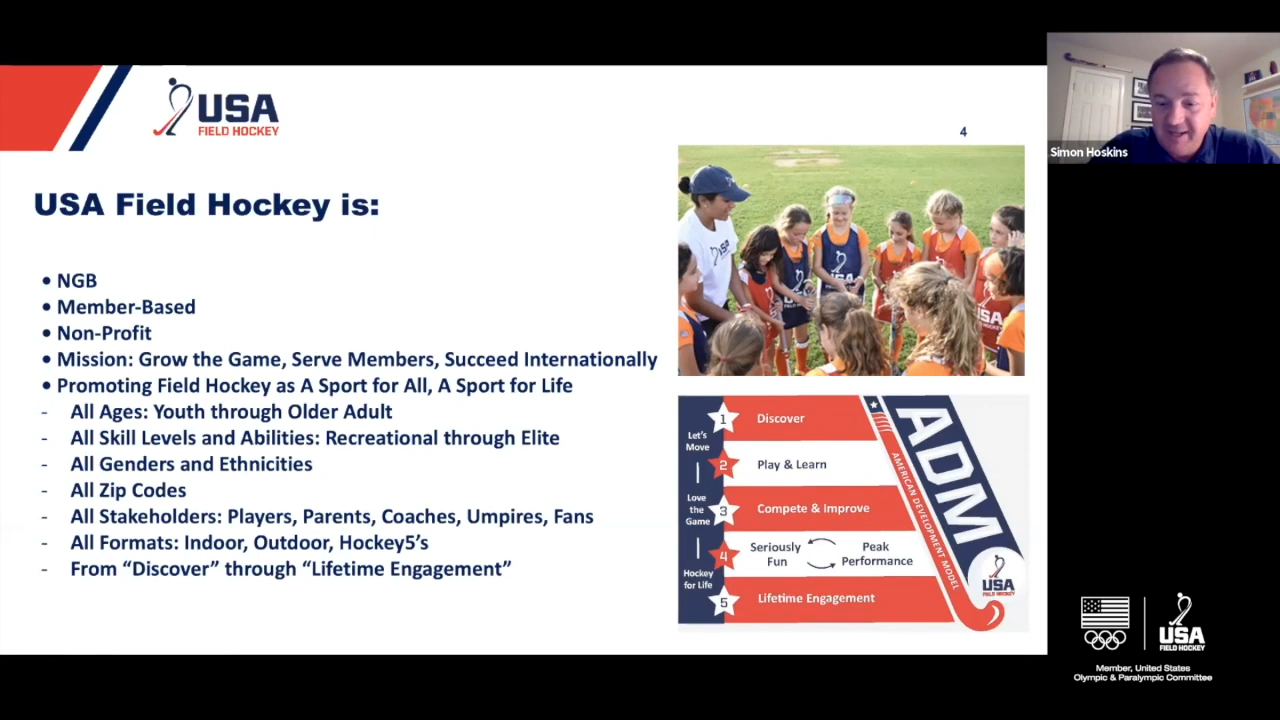 USA
FIELD HOCKEY
4
Simon Hoskins
USA Field Hockey is:
• NGB
• Member-Based
• Non-Profit
• Mission: Grow the Game, Serve Members, Succeed Internationally
• Promoting Field Hockey as A Sport for All, A Sport for Life
- All Ages: Youth through Older Adult
- All Skill Levels and Abilities: Recreational through Elite
- All Genders and Ethnicities
- All Zip Codes
- All Stakeholders: Players, Parents, Coaches, Umpires, Fans
- All Formats: Indoor, Outdoor, Hockey5’s
- From “Discover” through “Lifetime Engagement”
USA
USA
USA
Let's
Move
Love
the
Game
Hockey
for Life
1 Discover
2 Play & Learn
3 Compete & Improve
4 Seriously
Fun
Peak
Performance
5 Lifetime Engagement
ADM
AMERICAN DEVELOPMENT MODEL
USA
FIELD HOCKEY
USA
FIELD HOCKEY
Member, United States
Olympic & Paralympic Committee